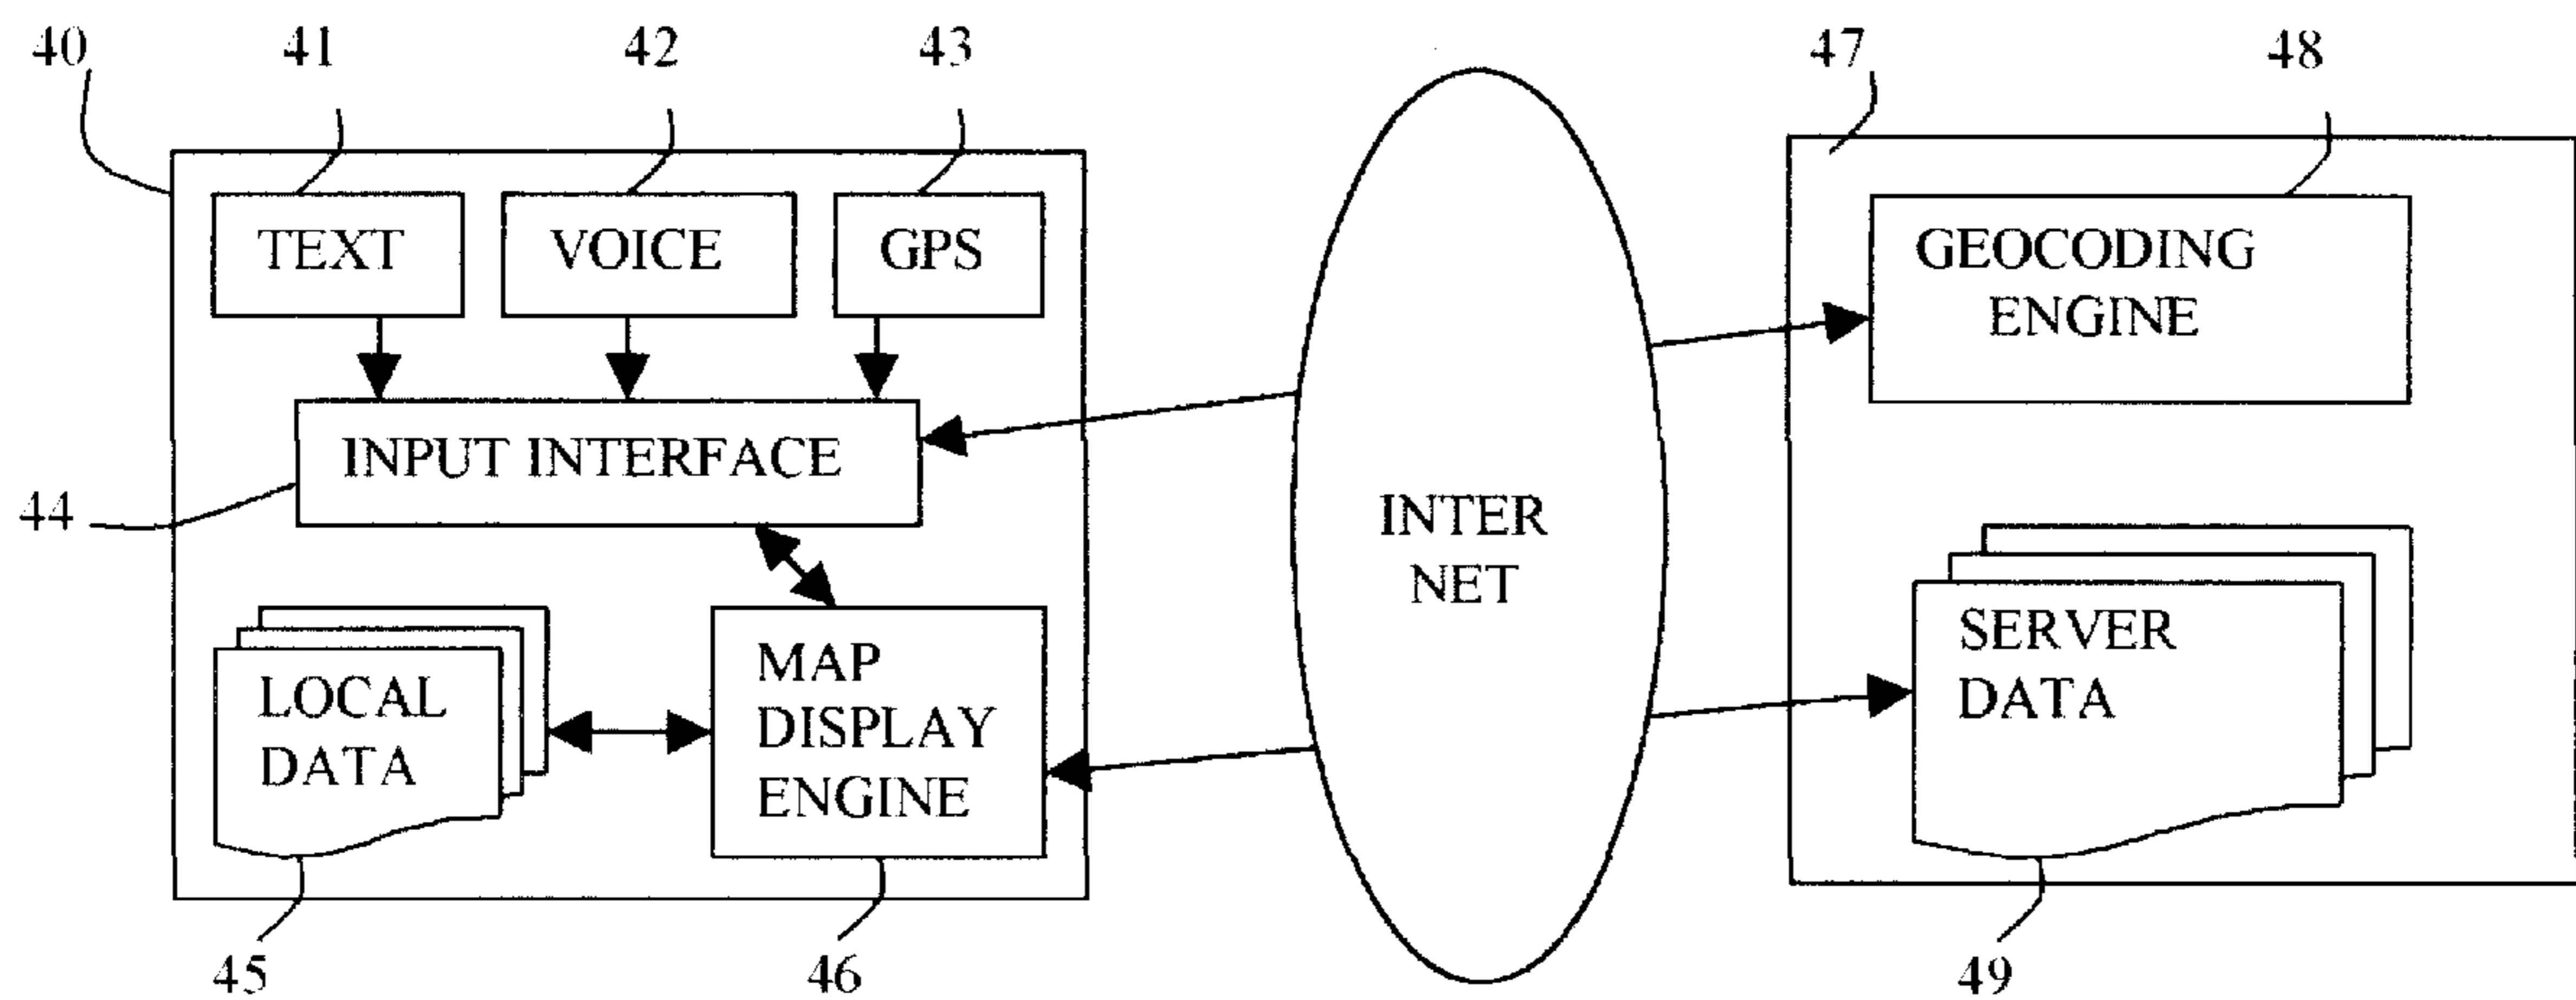 40
41
42
43
47
48
TEXT
VOICE
GPS
INPUT INTERFACE
44
LOCAL
DATA
MAP
DISPLAY
ENGINE
45
46
INTER
NET
GEOCODING
ENGINE
SERVER
DATA
49